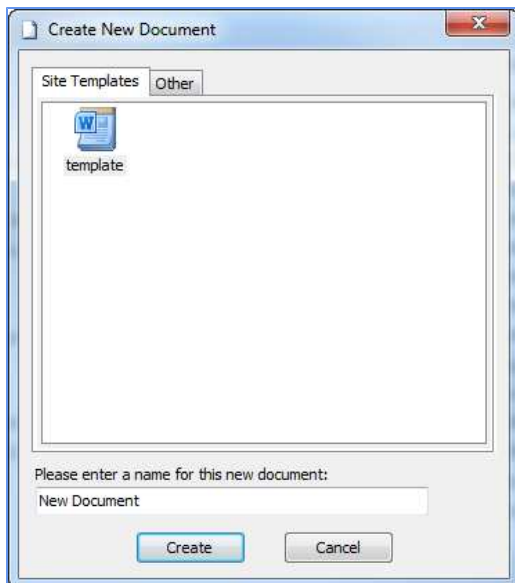 Create New Document
Site Templates Other
W
template
Please enter a name for this new document:
New Document
Create Cancel